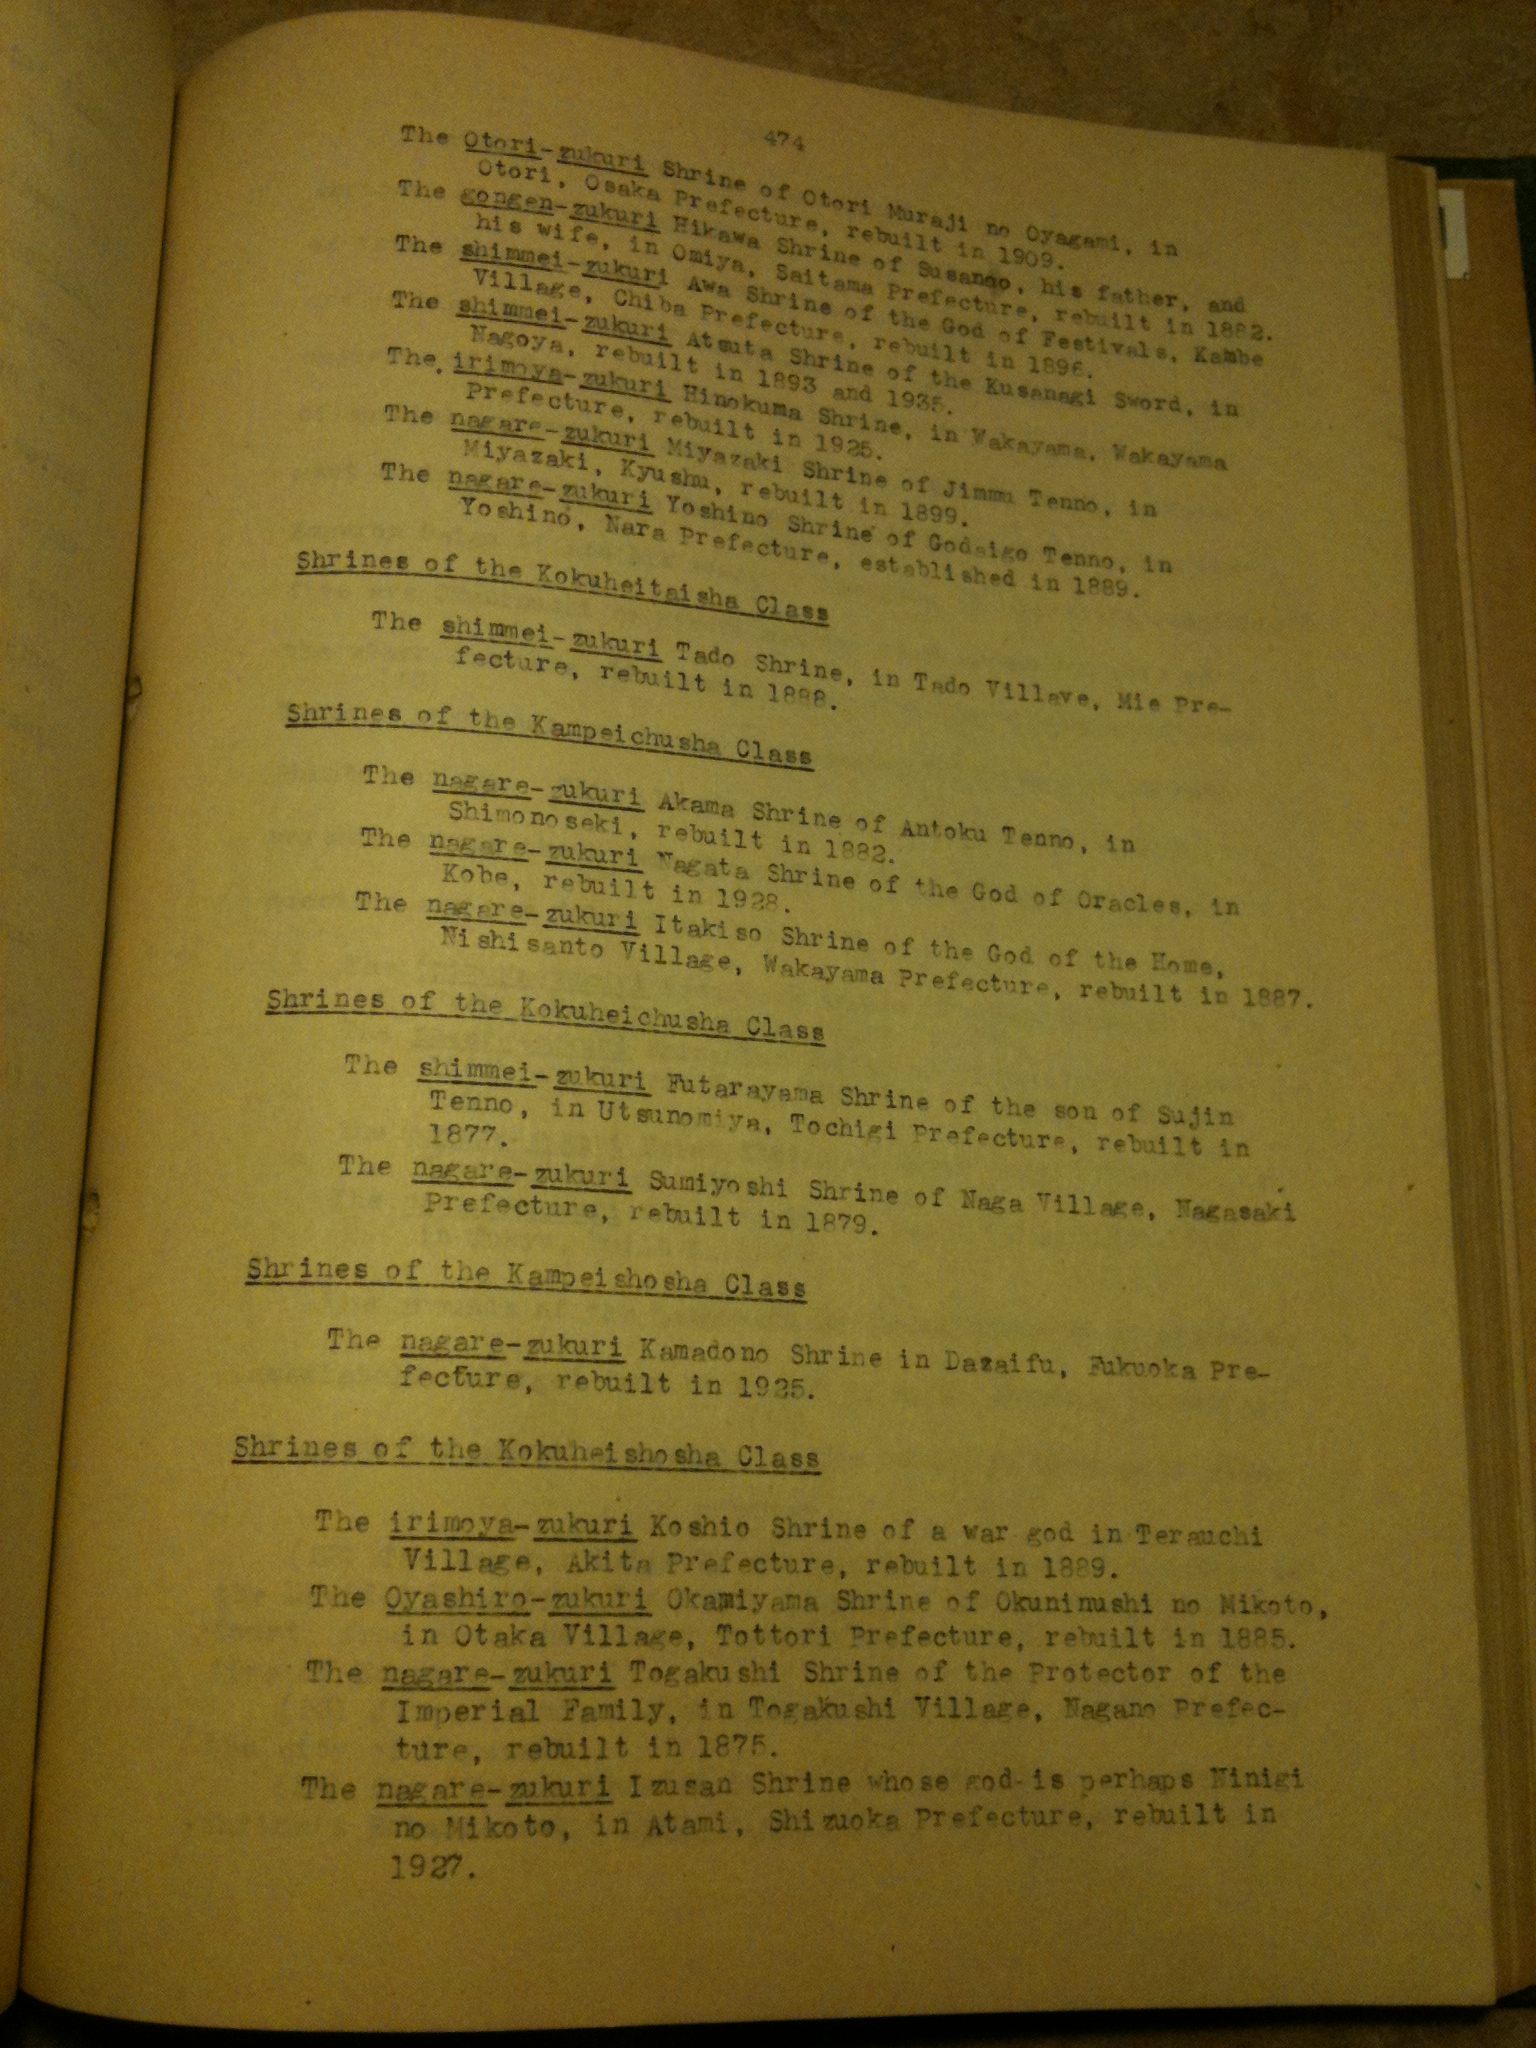 474
The Otori-zukuri Shrine of Otori Muraji no Oyagami, in
Otori, Osaka Prefecture, rebuilt in 1909.
The gongen-zukuri Hikawa Shrine of Susanoo, his father, and
his wife, in Omiya, Saitama Prefecture, rebuilt in 1882.
The shimmei-zukuri Awa Shrine of the God of Festivals, Kambe
Village, Chiba Prefecture, rebuilt in 1896.
The shimmei-zukuri Atsuta Shrine of the Kusanagi Sword, in
Nagoya, rebuilt in 1893 and 1935.
The irimoya-zukuri Hinokuma Shrine, in Wakayama, Wakayama
Prefecture, rebuilt in 1925.
The nagare-zukuri Miyazaki Shrine of Jimmu Tenno, in
Miyazaki, Kyushu, rebuilt in 1899.
The nagare-zukuri Yoshino Shrine of Godaigo Tenno, in
Yoshino, Nara Prefecture, established in 1889.
Shrines of the Kokuheitaisha Class
The shimmei-zukuri Tado Shrine, in Tado Villave, Mie Pre-
fecture, rebuilt in 1888.
Shrines of the Kampeichusha Class
The nagare-zukuri Akama Shrine of Antoku Tenno, in
Shimonoseki, rebuilt in 1882.
The nagare-zukuri Nagata Shrine of the God of Oracles, in
Kobe, rebuilt in 1928.
The nagare-zukuri Itakiso Shrine of the God of the Home,
Nishisanto Village, Wakayama Prefecture, rebuilt in 1887.
Shrines of the Kokuheichusha Class
The shimmei-zukuri Futarayama Shrine of the son of Sujin
Tenno, in Utsunomiya, Tochigi Prefecture, rebuilt in
1877.
The nagare-zukuri Sumiyoshi Shrine of Naga Village, Nagasaki
Prefecture, rebuilt in 1879.
Shrines of the Kampeishosha Class
The nagare-zukuri Kamadono Shrine in Dazaifu, Fukuoka Pre-
fecture, rebuilt in 1925.
Shrines of the Kokuheishosha Class
The irimoya-zukuri Koshio Shrine of a war god in Terauchi
Village, Akita Prefecture, rebuilt in 1889.
The Oyashiro-zukuri Okamiyama Shrine of Okuninushi no Mikoto,
in Otaka Village, Tottori Prefecture, rebuilt in 1885.
The nagare-zukuri Togakushi Shrine of the Protector of the
Imperial Family, in Togakushi Village, Nagano Prefec-
ture, rebuilt in 1875.
The nagare-zukuri Izusan Shrine whose god is perhaps Ninigi
no Mikoto, in Atami, Shizuoka Prefecture, rebuilt in
1927.